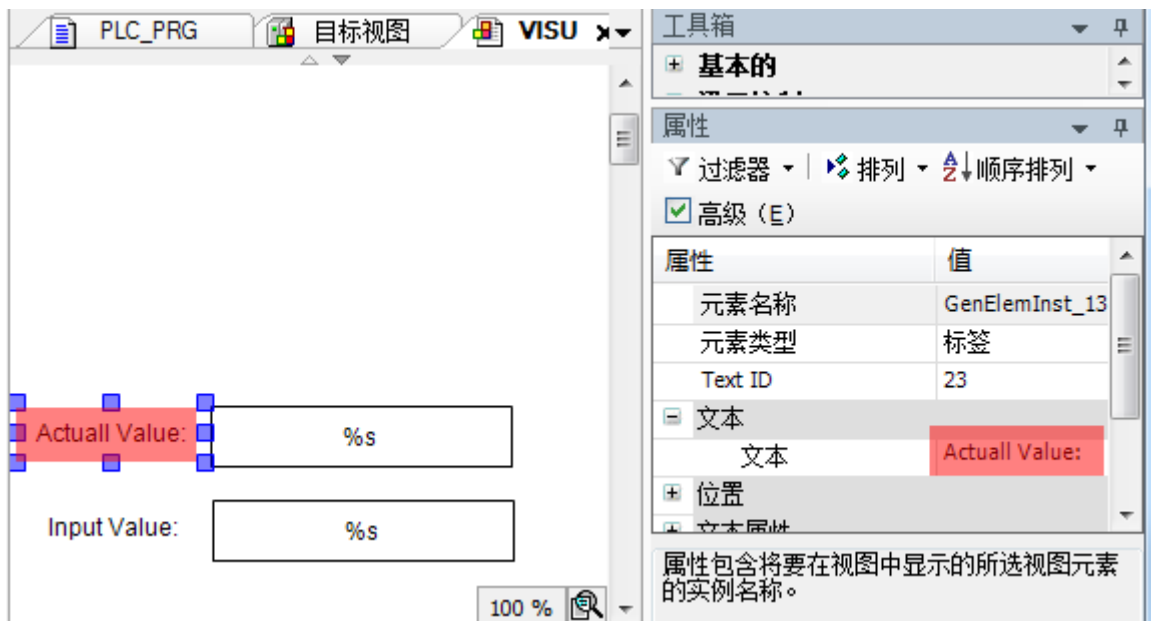 PLC_PRG 目标视图 VISU
Actuall Value: %s
Input Value: %s
100 %
工具箱
基本的
属性
过滤器 排列 顺序排列
高级 (E)
属性 值
元素名称 GenElemInst_13
元素类型 标签
Text ID 23
文本
文本 Actuall Value:
位置
文本属性
属性包含将要在视图中显示的所选视图元素
的实例名称。